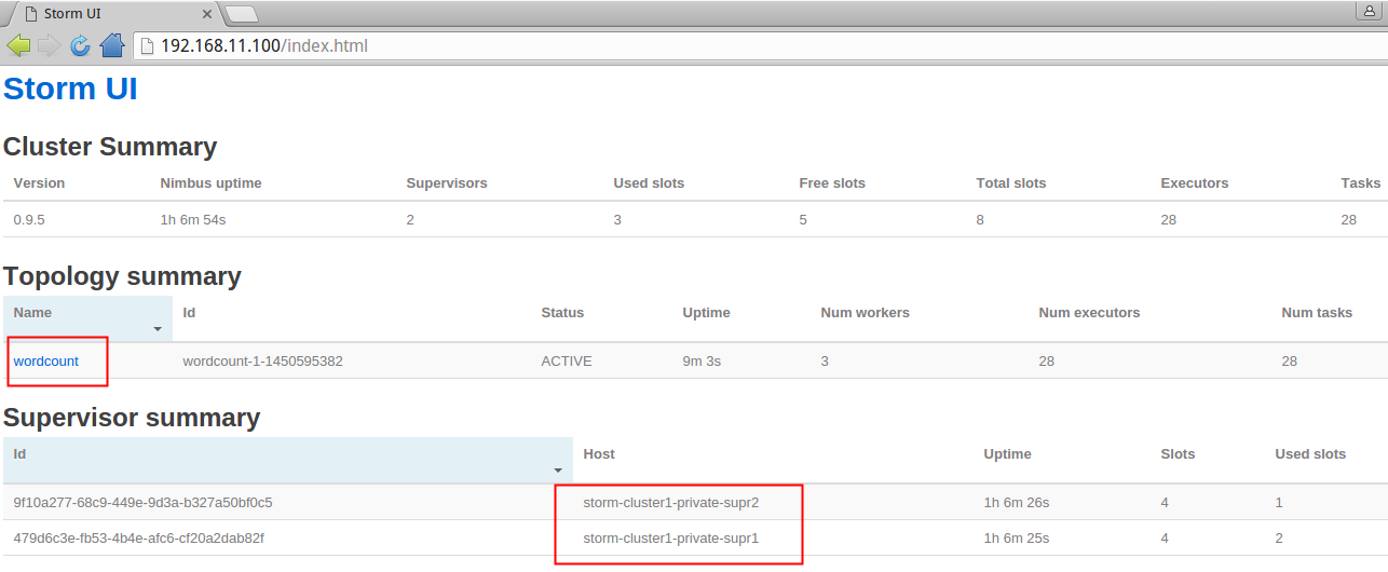 Storm UI
192.168.11.100/index.html
Storm UI
Cluster Summary
Version Nimbus uptime Supervisors Used slots Free slots Total slots Executors Tasks
0.9.5 1h 6m 54s 2 3 5 8 28 28
Topology summary
Name Id Status Uptime Num workers Num executors Num tasks
wordcount wordcount-1-1450595382 ACTIVE 9m 3s 3 28 28
Supervisor summary
Id Host Uptime Slots Used slots
9f10a277-68c9-449e-9d3a-b327a50bf0c5 storm-cluster1-private-supr2 1h 6m 26s 4 1
479d6c3e-fb53-4b4e-afc6-cf20a2dab82f storm-cluster1-private-supr1 1h 6m 25s 4 2